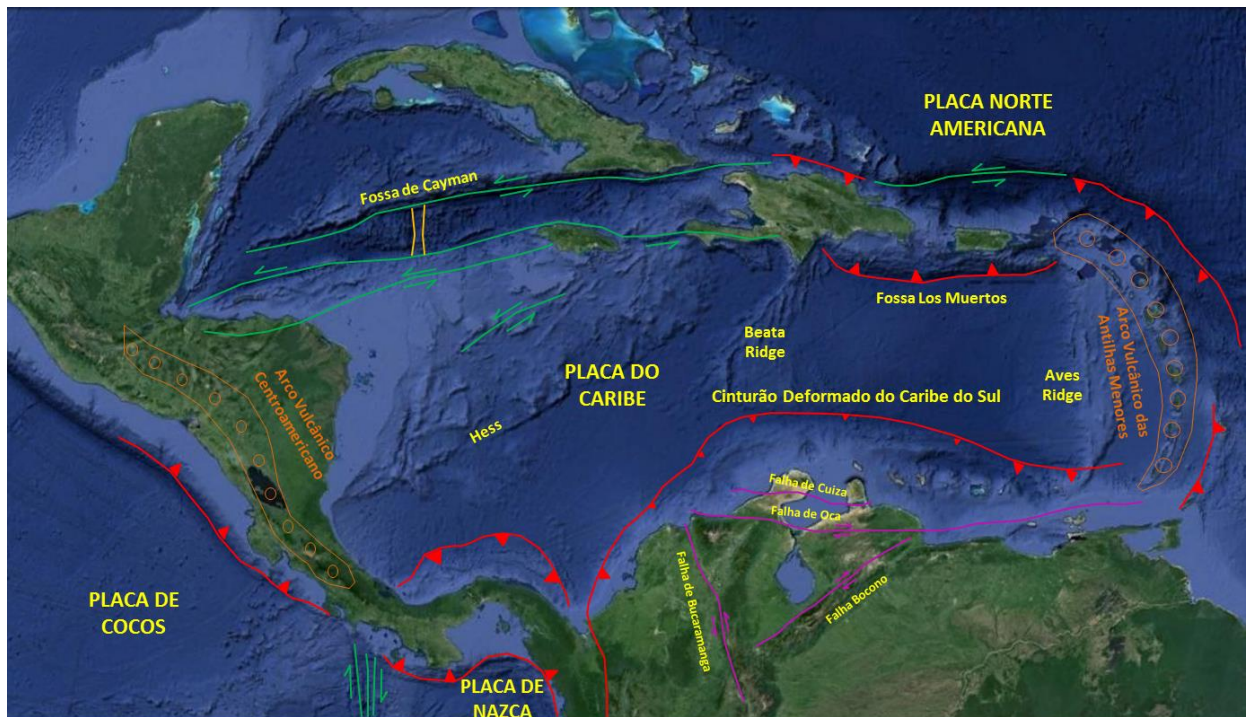 PLACA NORTE
AMERICANA
Fossa de Cayman
Fossa Los Muertos
Beata
Ridge
Arco Vulcânico das
Antilhas Menores
Arco Vulcânico
Centroamericano
PLACA DO
CARIBE
Aves
Ridge
Cinturão Deformado do Caribe do Sul
Hess
Falha de Cuiza
Falha de Oca
Falha de Bucaramanga
Falha Bocono
PLACA DE
COCOS
PLACA DE
NAZCA